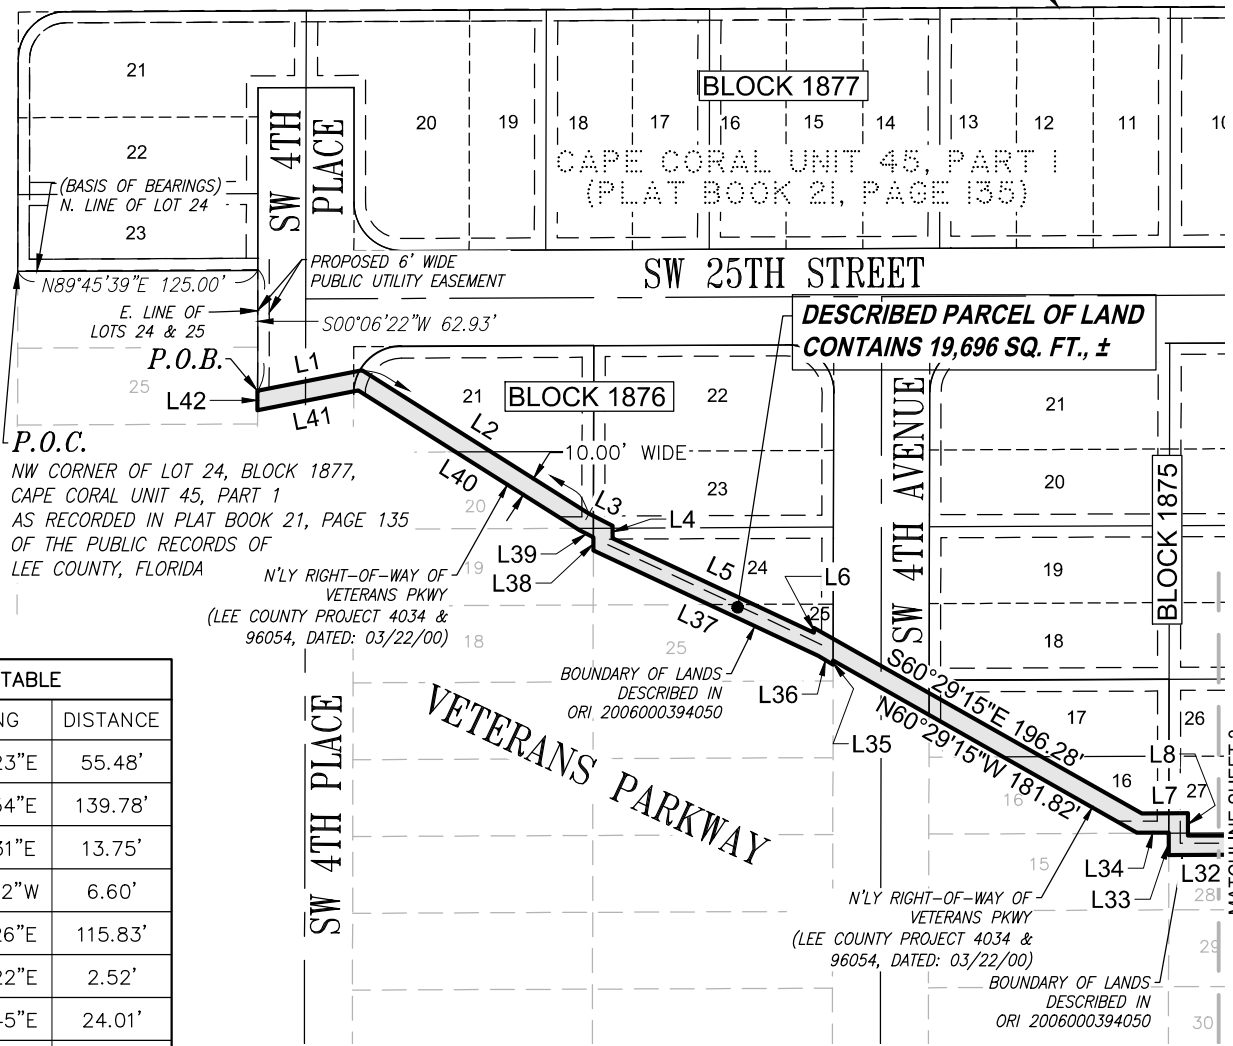 21
22
23
(BASIS OF BEARINGS)
N. LINE OF LOT 24
N89°45'39"E 125.00'
E. LINE OF
LOTS 24 & 25
SW 4TH
PLACE
PROPOSED 6' WIDE
PUBLIC UTILITY EASEMENT
S00°06'22"W 62.93'
20
19
18
17
16
15
14
13
12
11
10
BLOCK 1877
CAPE CORAL UNIT 45, PART 1
(PLAT BOOK 21, PAGE 135)
SW 25TH STREET
DESCRIBED PARCEL OF LAND
CONTAINS 19,696 SQ. FT., ±
P.O.B.
25
L42
L1
L41
P.O.C.
NW CORNER OF LOT 24, BLOCK 1877,
CAPE CORAL UNIT 45, PART 1
AS RECORDED IN PLAT BOOK 21, PAGE 135
OF THE PUBLIC RECORDS OF
LEE COUNTY, FLORIDA
21
BLOCK 1876
22
L2
L40
10.00' WIDE
23
20
L3
L4
L39
L38
19
18
N'LY RIGHT-OF-WAY OF
VETERANS PKWY
(LEE COUNTY PROJECT 4034 &
96054, DATED: 03/22/00)
L5
24
L6
25
L37
25
BOUNDARY OF LANDS
DESCRIBED IN
ORI 2006000394050
L36
L35
SW 4TH AVENUE
21
20
19
18
BLOCK 1875
S60°29'15"E 196.28'
N60°29'15"W 181.82'
17
26
L8
16
L7
27
16
15
L34
L33
L32
28
29
30
N'LY RIGHT-OF-WAY OF
VETERANS PKWY
(LEE COUNTY PROJECT 4034 &
96054, DATED: 03/22/00)
BOUNDARY OF LANDS
DESCRIBED IN
ORI 2006000394050
VETERANS PARKWAY
SW 4TH PLACE
TABLE
NG DISTANCE
23"E 55.48'
54"E 139.78'
31"E 13.75'
2"W 6.60'
26"E 115.83'
22"E 2.52'
45"E 24.01'